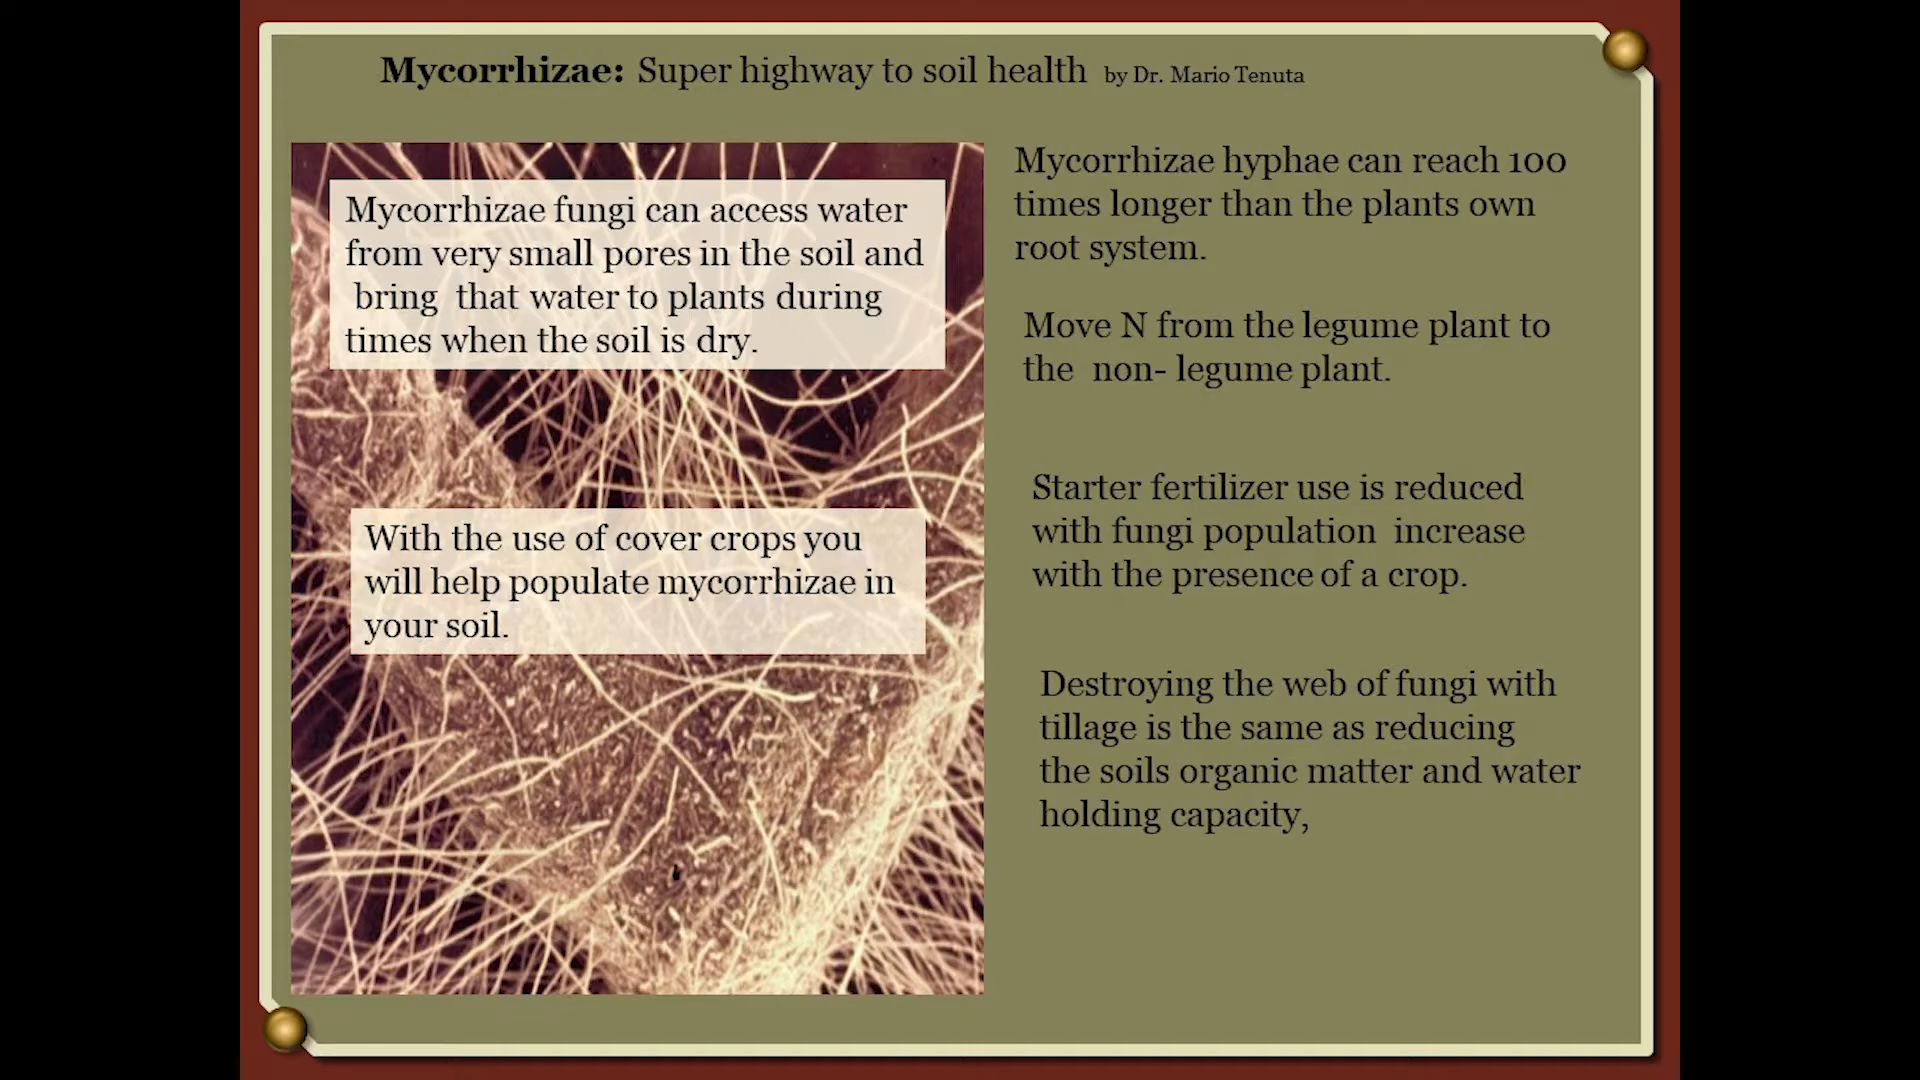 Mycorrhizae: Super highway to soil health by Dr. Mario Tenuta
Mycorrhizae fungi can access water
from very small pores in the soil and
bring that water to plants during
times when the soil is dry.
With the use of cover crops you
will help populate mycorrhizae in
your soil.
Mycorrhizae hyphae can reach 100
times longer than the plants own
root system.
Move N from the legume plant to
the non- legume plant.
Starter fertilizer use is reduced
with fungi population increase
with the presence of a crop.
Destroying the web of fungi with
tillage is the same as reducing
the soils organic matter and water
holding capacity,